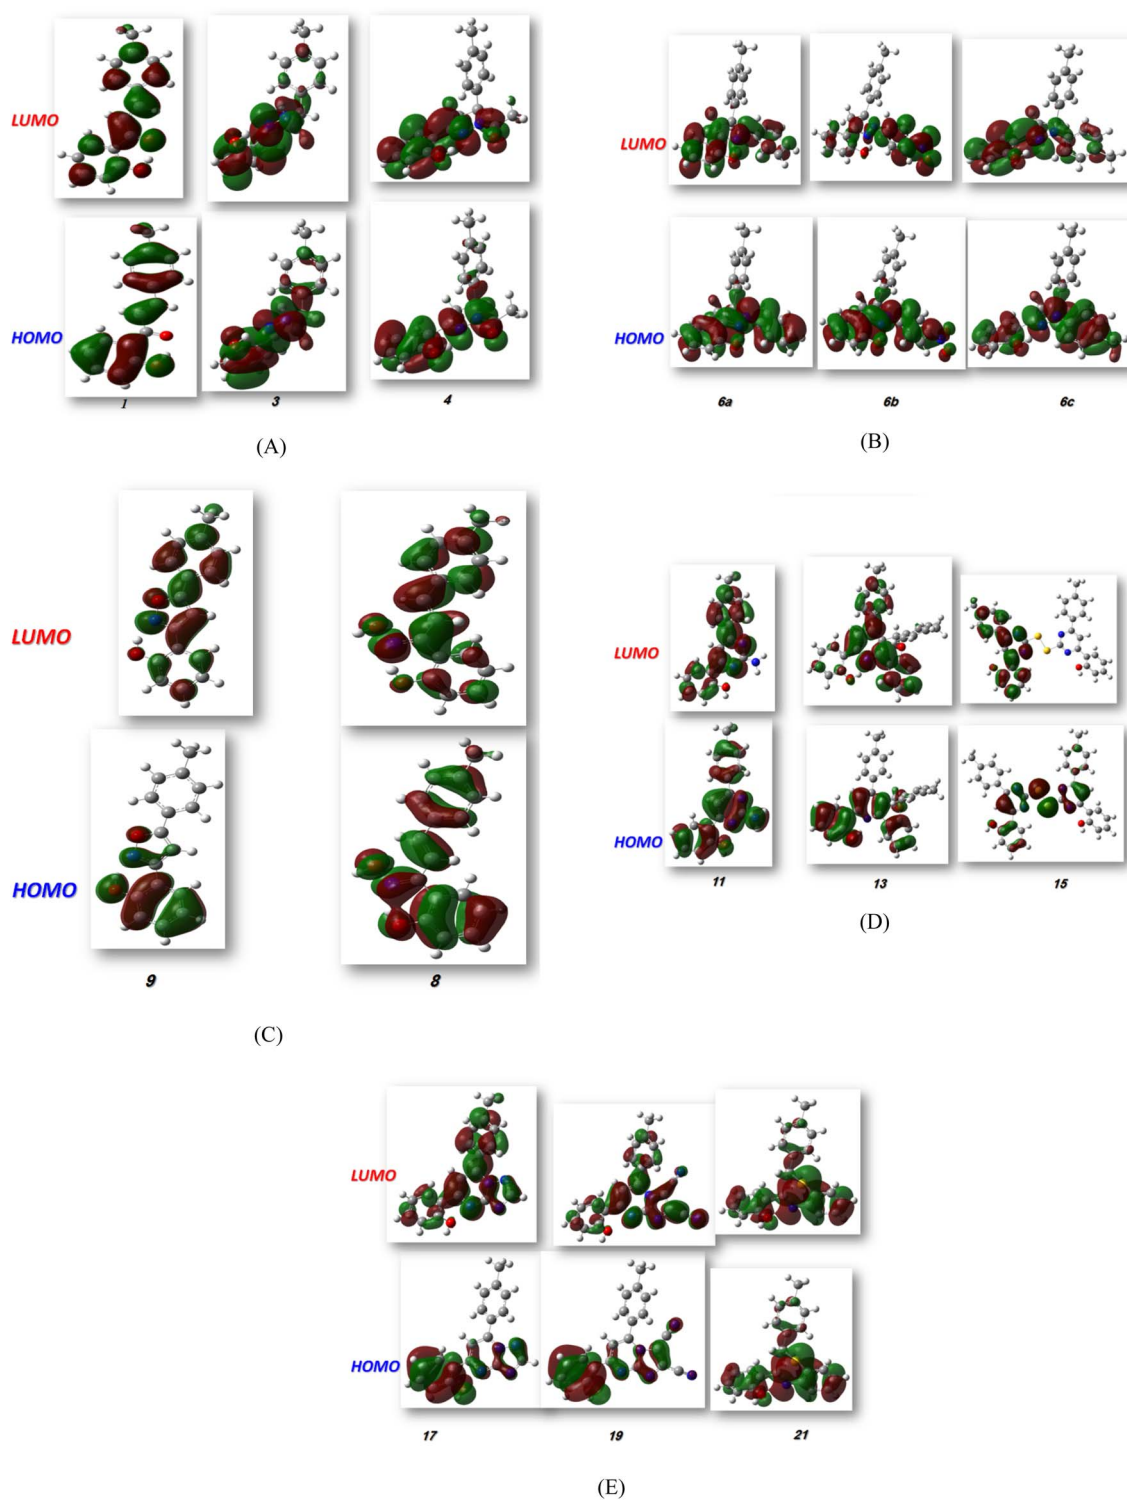 LUMO
HOMO
1 3 4
(A)
LUMO
HOMO
6a 6b 6c
(B)
LUMO
HOMO
9 8
(C)
LUMO
HOMO
11 13 15
(D)
LUMO
HOMO
17 19 21
(E)